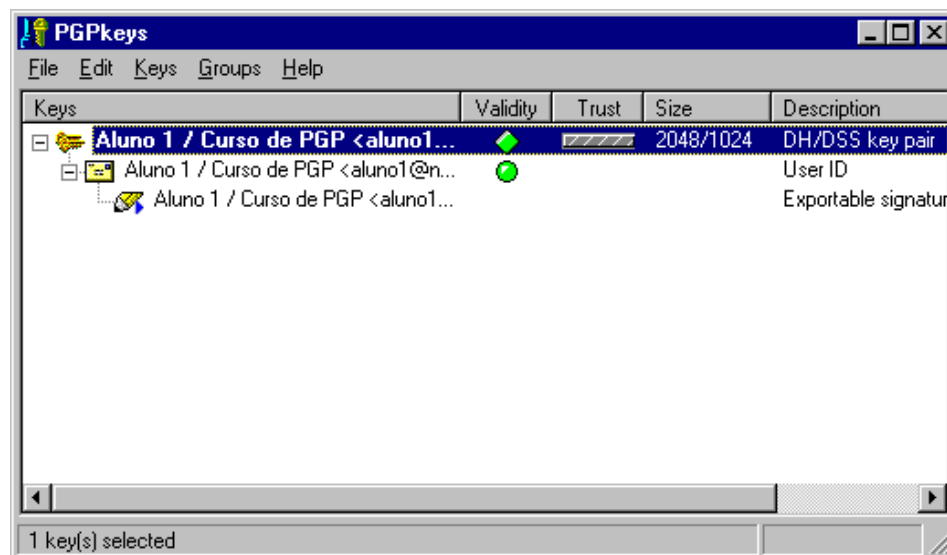 PGPkeys
File Edit Keys Groups Help
Keys Validity Trust Size Description
Aluno 1 / Curso de PGP <aluno1... 2048/1024 DH/DSS key pair
Aluno 1 / Curso de PGP <aluno1@n... User ID
Aluno 1 / Curso de PGP <aluno1... Exportable signatur
1 key(s) selected